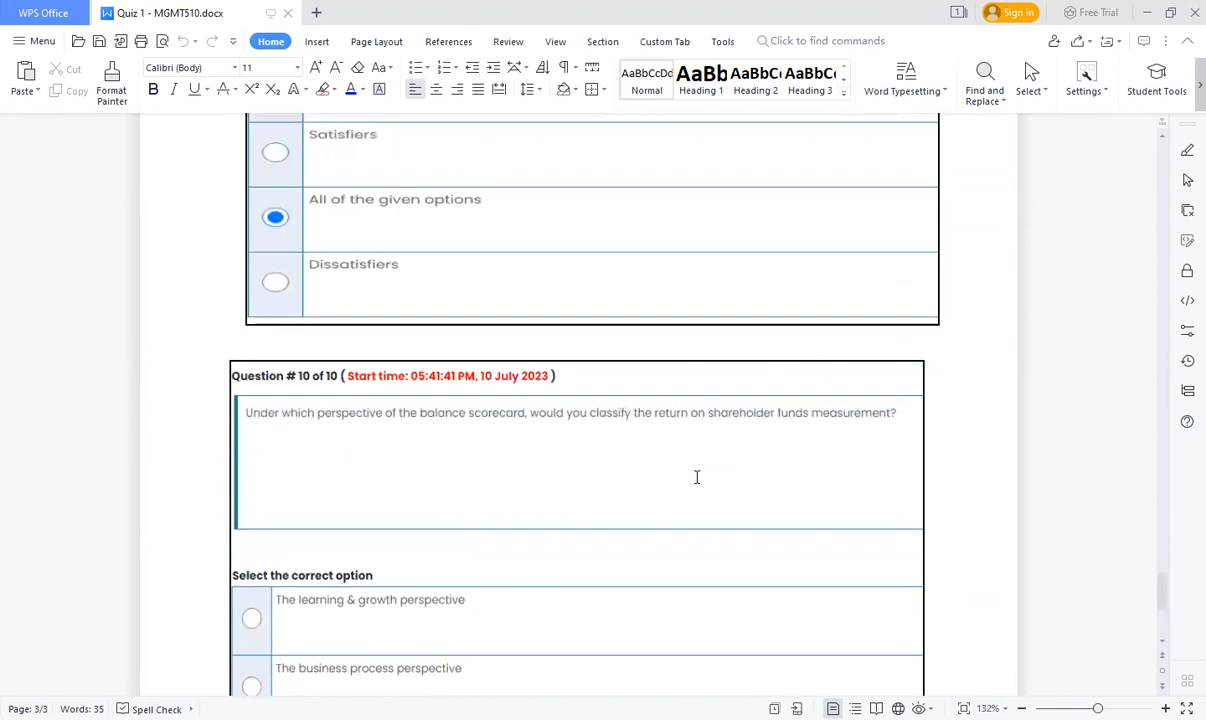 WPS Office
Quiz 1 - MGMT510.docx
Sign in
Free Trial
Menu
Home
Insert
Page Layout
References
Review
View
Section
Custom Tab
Tools
Click to find commands
Paste
Cut
Copy
Format
Painter
Calibri (Body)
11
AaBbCcDd
Normal
AaBb
Heading 1
AaBbC
Heading 2
AaBbC
Heading 3
Word Typesetting
Find and
Replace
Select
Settings
Student Tools
Satisfiers
All of the given options
Dissatisfiers
Question # 10 of 10 ( Start time: 05:41:41 PM, 10 July 2023 )
Under which perspective of the balance scorecard, would you classify the return on shareholder funds measurement?
Select the correct option
The learning & growth perspective
The business process perspective
Page: 3/3
Words: 35
Spell Check
132%